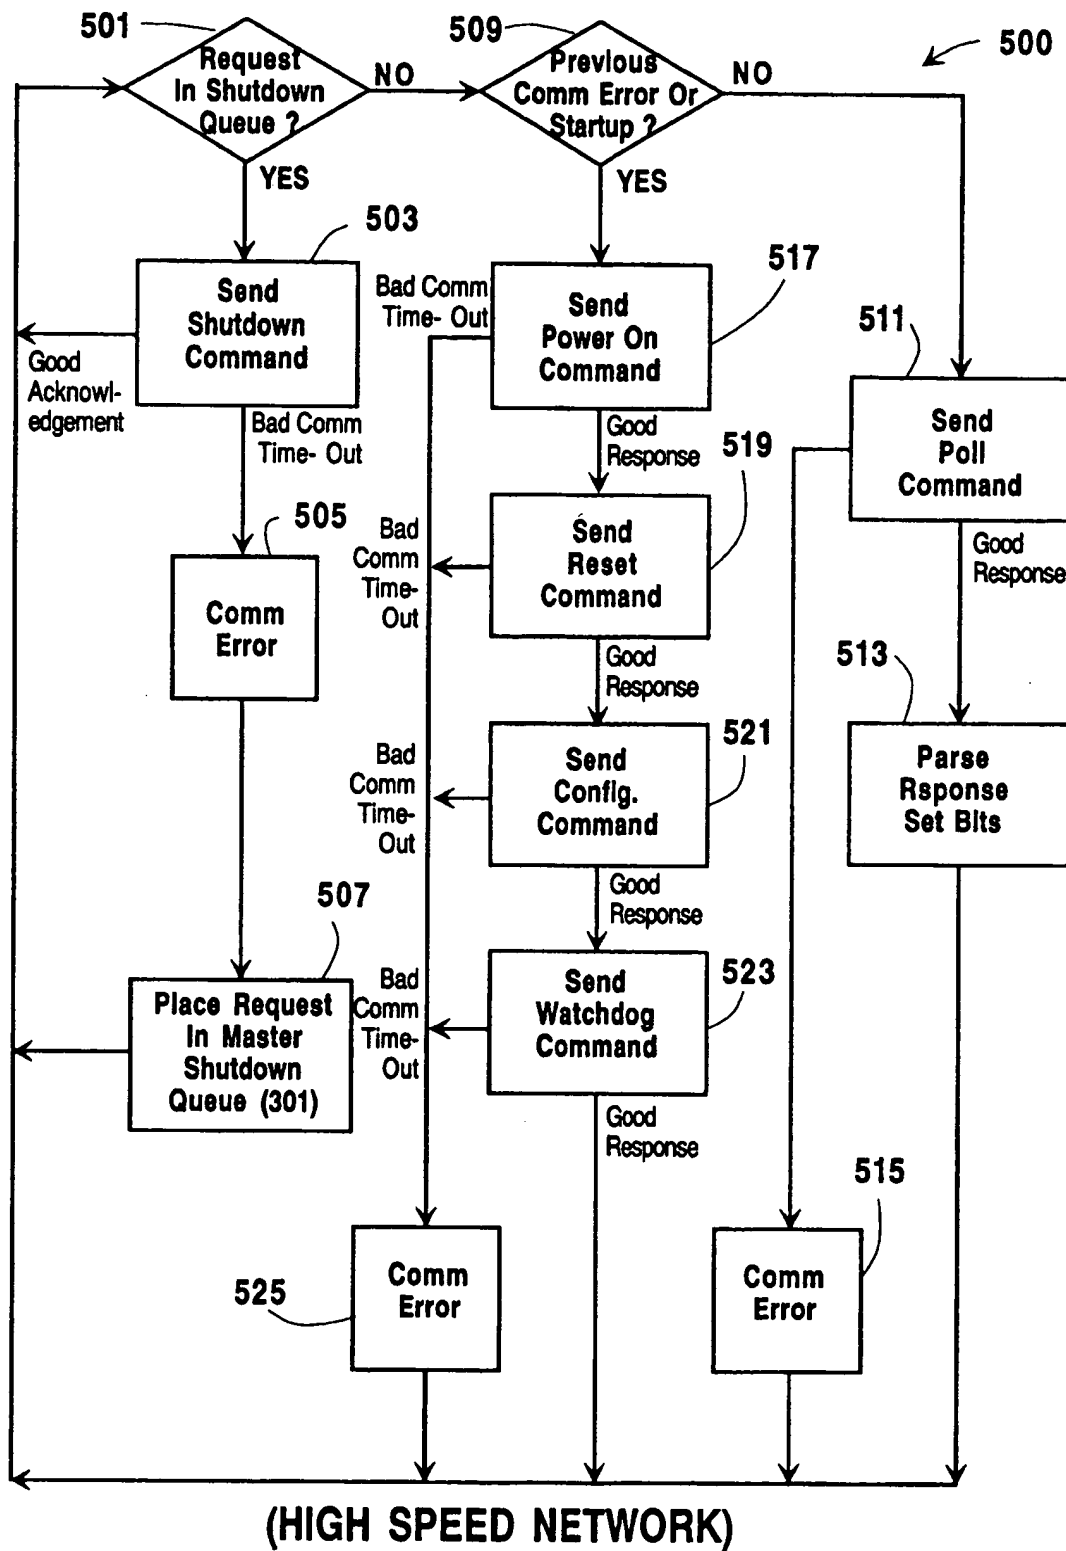 501
Request
In Shutdown
Queue ?
NO
YES
509
Previous
Comm Error Or
Startup ?
NO
YES
500
503
Send
Shutdown
Command
Good
Acknowl-
edgement
Bad Comm
Time- Out
505
Comm
Error
507
Place Request
In Master
Shutdown
Queue (301)
517
Bad Comm
Time- Out
Send
Power On
Command
Good
Response
519
Bad
Comm
Time-
Out
Send
Reset
Command
Good
Response
521
Bad
Comm
Time-
Out
Send
Config.
Command
Good
Response
523
Bad
Comm
Time-
Out
Send
Watchdog
Command
Good
Response
525
Comm
Error
511
Send
Poll
Command
Good
Response
513
Parse
Rsponse
Set Bits
515
Comm
Error
(HIGH SPEED NETWORK)